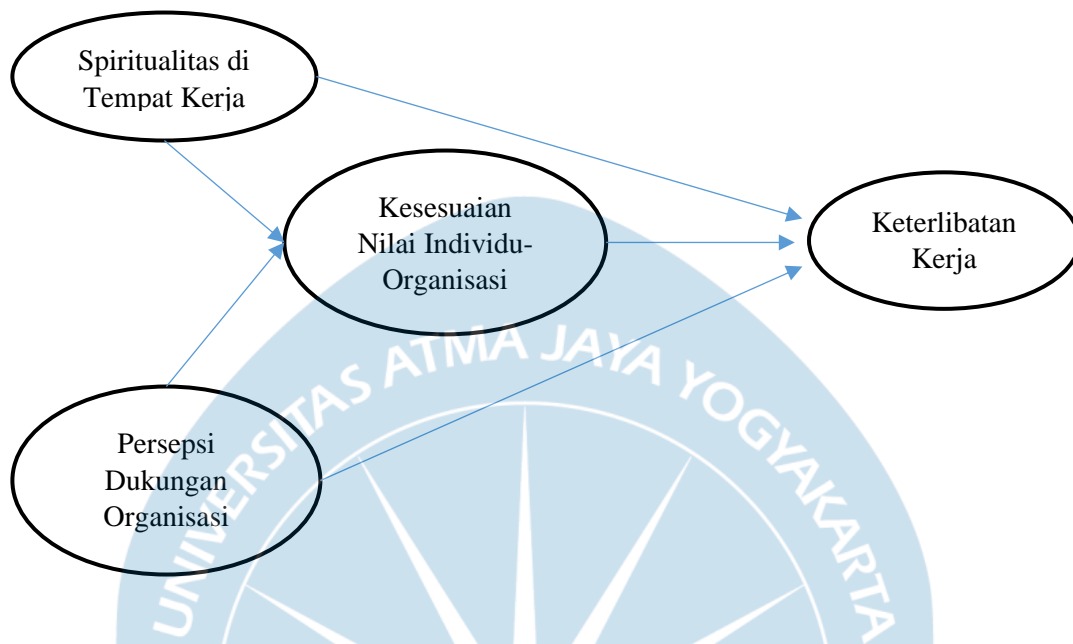 Spiritualitas di
Tempat Kerja
Kesesuaian
Nilai Individu-
Organisasi
Keterlibatan
Kerja
Persepsi
Dukungan
Organisasi
UNIVERSITAS ATMA JAYA YOGYAKARTA